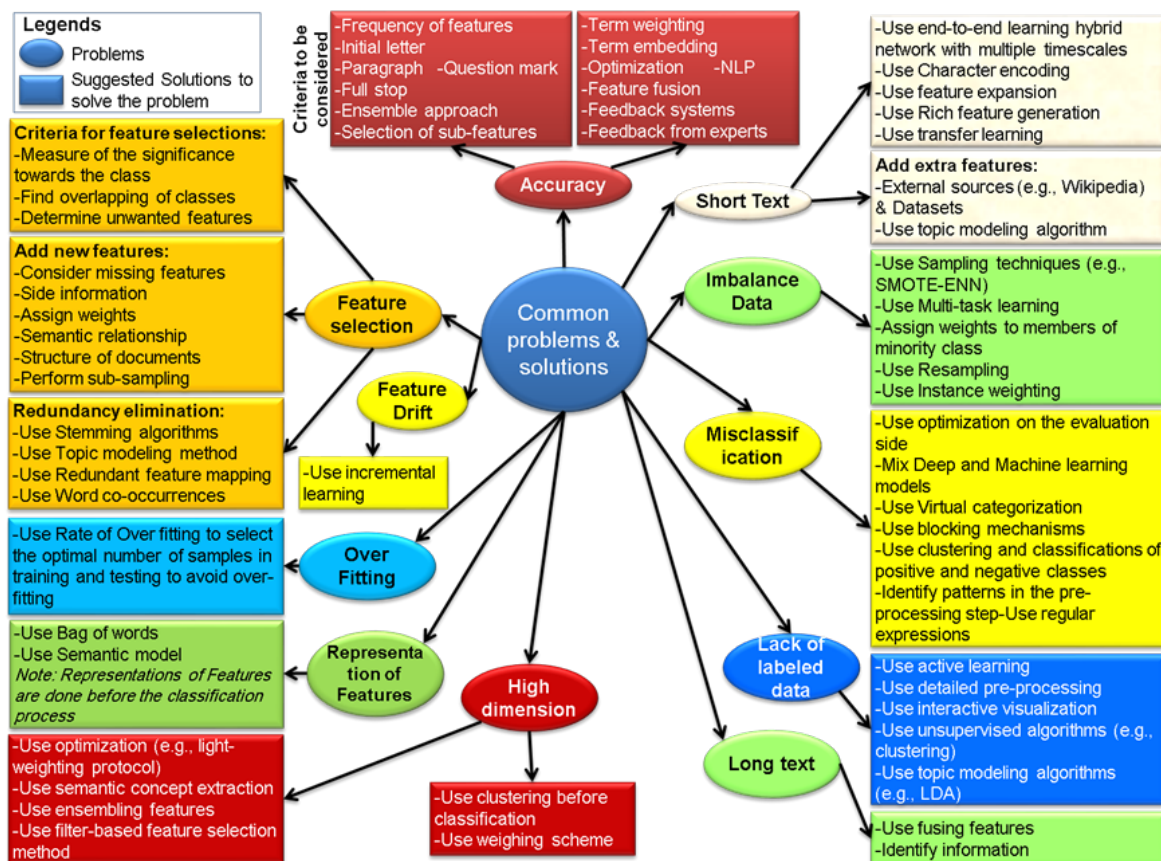 Legends
Problems
Suggested Solutions to
solve the problem
Criteria to be
considered
-Frequency of features
-Initial letter
-Paragraph -Question mark
-Full stop
-Ensemble approach
-Selection of sub-features
-Term weighting
-Term embedding
-Optimization -NLP
-Feature fusion
-Feedback systems
-Feedback from experts
-Use end-to-end learning hybrid
network with multiple timescales
-Use Character encoding
-Use feature expansion
-Use Rich feature generation
-Use transfer learning
Criteria for feature selections:
-Measure of the significance
towards the class
-Find overlapping of classes
-Determine unwanted features
Accuracy
Short Text
Add extra features:
-External sources (e.g., Wikipedia)
& Datasets
-Use topic modeling algorithm
Add new features:
-Consider missing features
-Side information
-Assign weights
-Semantic relationship
-Structure of documents
-Perform sub-sampling
Feature
selection
Common
problems &
solutions
Imbalance
Data
-Use Sampling techniques (e.g.,
SMOTE-ENN)
-Use Multi-task learning
-Assign weights to members of
minority class
-Use Resampling
-Use Instance weighting
Feature
Drift
-Use incremental
learning
Redundancy elimination:
-Use Stemming algorithms
-Use Topic modeling method
-Use Redundant feature mapping
-Use Word co-occurrences
Misclassif
ication
-Use optimization on the evaluation
side
-Mix Deep and Machine learning
models
-Use Virtual categorization
-Use blocking mechanisms
-Use clustering and classifications of
positive and negative classes
-Identify patterns in the pre-
processing step-Use regular
expressions
-Use Rate of Over fitting to select
the optimal number of samples in
training and testing to avoid over-
fitting
Over
Fitting
-Use Bag of words
-Use Semantic model
Note: Representations of Features
are done before the classification
process
Representa
tion of
Features
High
dimension
Lack of
labeled
data
-Use active learning
-Use detailed pre-processing
-Use interactive visualization
-Use unsupervised algorithms (e.g.,
clustering)
-Use topic modeling algorithms
(e.g., LDA)
-Use optimization (e.g., light-
weighting protocol)
-Use semantic concept extraction
-Use ensembling features
-Use filter-based feature selection
method
-Use clustering before
classification
-Use weighing scheme
Long text
-Use fusing features
-Identify information